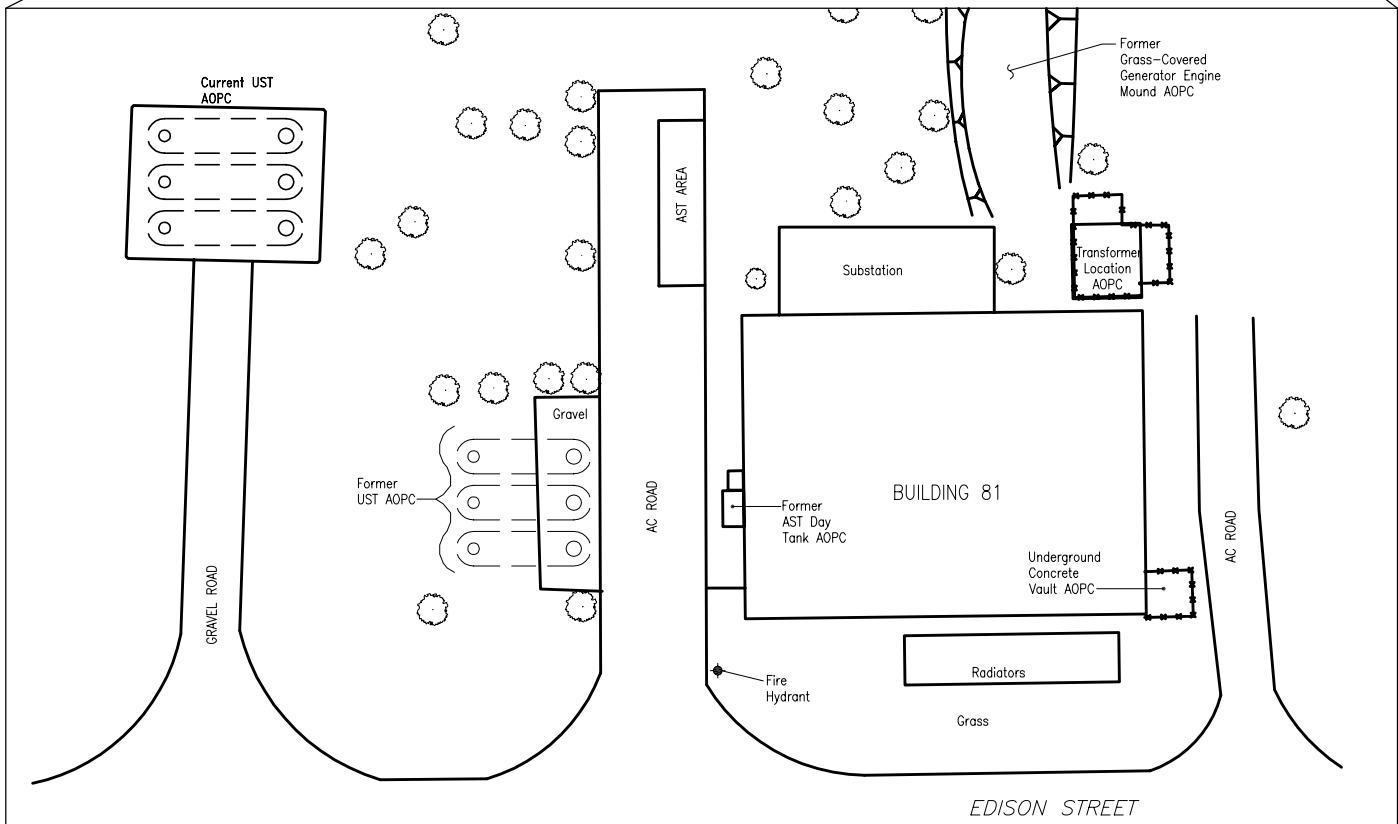 Current UST
AOPC
Former
Grass-Covered
Generator Engine
Mound AOPC
AST AREA
Substation
Transformer
Location
AOPC
Gravel
Former
UST AOPC
AC ROAD
Former
AST Day
Tank AOPC
BUILDING 81
Underground
Concrete
Vault AOPC
AC ROAD
GRAVEL ROAD
Fire
Hydrant
Radiators
Grass
EDISON STREET